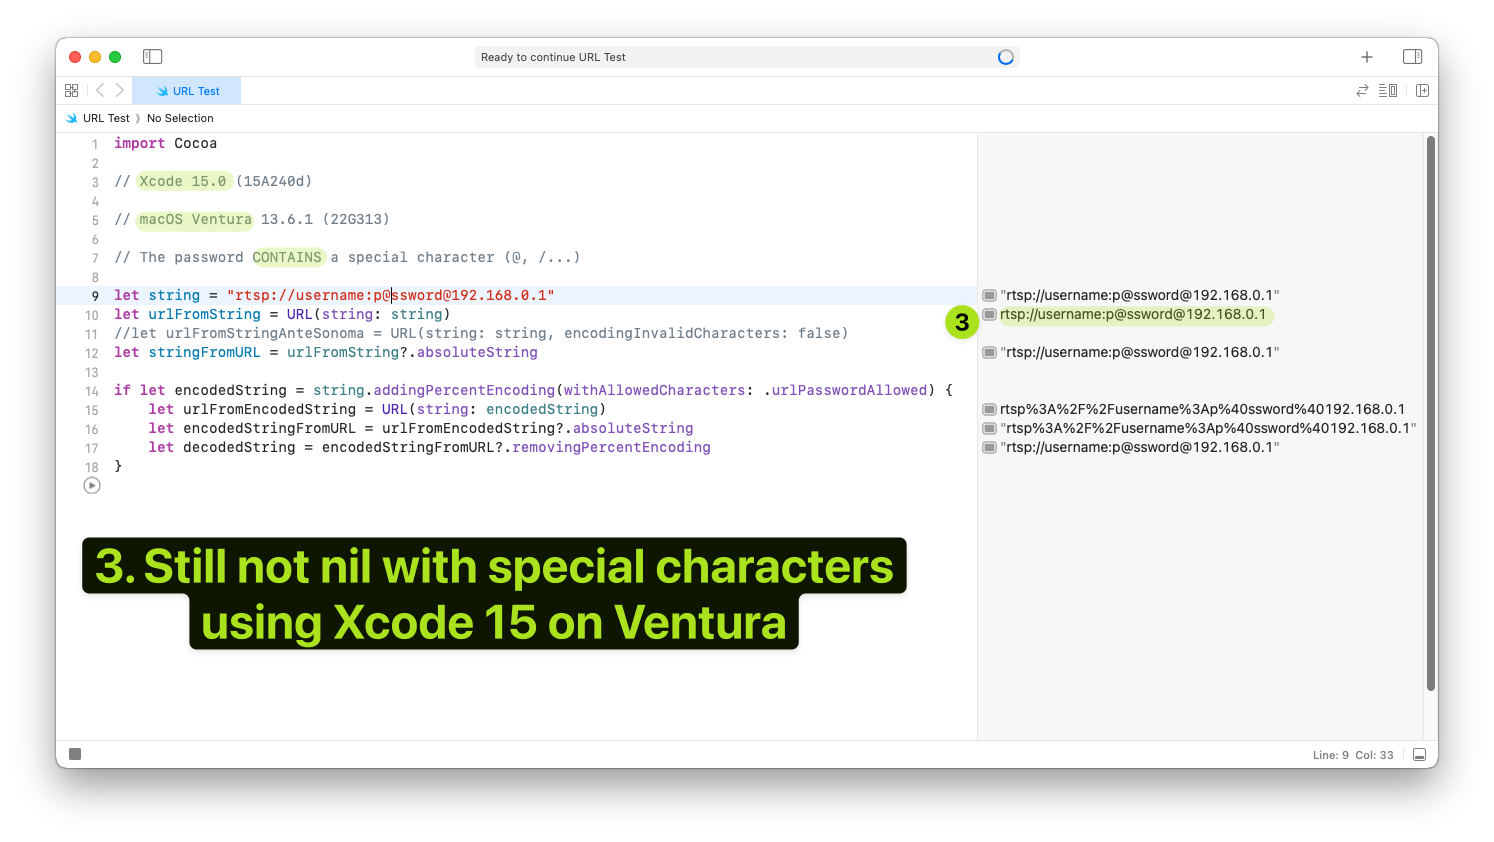 Ready to continue URL Test
URL Test
URL Test 〉 No Selection
1 import Cocoa
2
3 // Xcode 15.0 (15A240d)
4
5 // macOS Ventura 13.6.1 (22G313)
6
7 // The password CONTAINS a special character (@, /...)
8
9 let string = "rtsp://username:p@ssword@192.168.0.1"
"rtsp://username:p@ssword@192.168.0.1"
10 let urlFromString = URL(string: string)
3
rtsp://username:p@ssword@192.168.0.1
11 //let urlFromStringAnteSonoma = URL(string: string, encodingInvalidCharacters: false)
12 let stringFromURL = urlFromString?.absoluteString
"rtsp://username:p@ssword@192.168.0.1"
13
14 if let encodedString = string.addingPercentEncoding(withAllowedCharacters: .urlPasswordAllowed) {
15 let urlFromEncodedString = URL(string: encodedString)
rtsp%3A%2F%2Fusername%3Ap%40ssword%40192.168.0.1
16 let encodedStringFromURL = urlFromEncodedString?.absoluteString
"rtsp%3A%2F%2Fusername%3Ap%40ssword%40192.168.0.1"
17 let decodedString = encodedStringFromURL?.removingPercentEncoding
"rtsp://username:p@ssword@192.168.0.1"
18 }
3. Still not nil with special characters
using Xcode 15 on Ventura
Line: 9 Col: 33